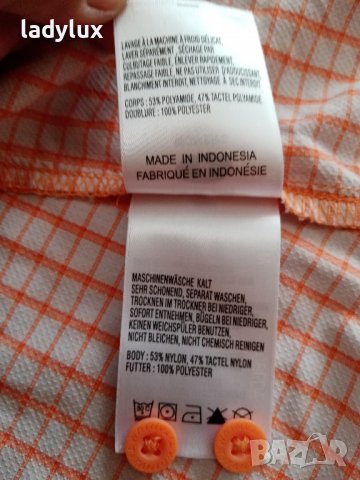 ladylux
LAVAGE À LA MACHINE À FROID DÉLICAT,
LAVER SÉPARÉMENT, SÉCHAGE PAR
CULBUTAGE FAIBLE, ENLEVER RAPIDEMENT,
REPASSAGE FAIBLE, NE PAS UTILISER D'ADDITIFS,
BLANCHIMENT INTERDIT, NETTOYAGE À SEC INTERDIT
CORPS : 53% POLYAMIDE, 47% TACTEL POLYAMIDE
DOUBLURE : 100% POLYESTER
MADE IN INDONESIA
FABRIQUÉ EN INDONÉSIE
MASCHINENWÄSCHE KALT
SEHR SCHONEND, SEPARAT WASCHEN,
TROCKNEN IM TROCKNER BEI NIEDRIGER,
SOFORT ENTNEHMEN, BÜGELN BEI NIEDRIGER,
KEINEN WEICHSPÜLER BENUTZEN,
NICHT BLEICHEN, NICHT CHEMISCH REINIGEN
BODY : 53% NYLON, 47% TACTEL NYLON
FUTTER : 100% POLYESTER
BAZAR